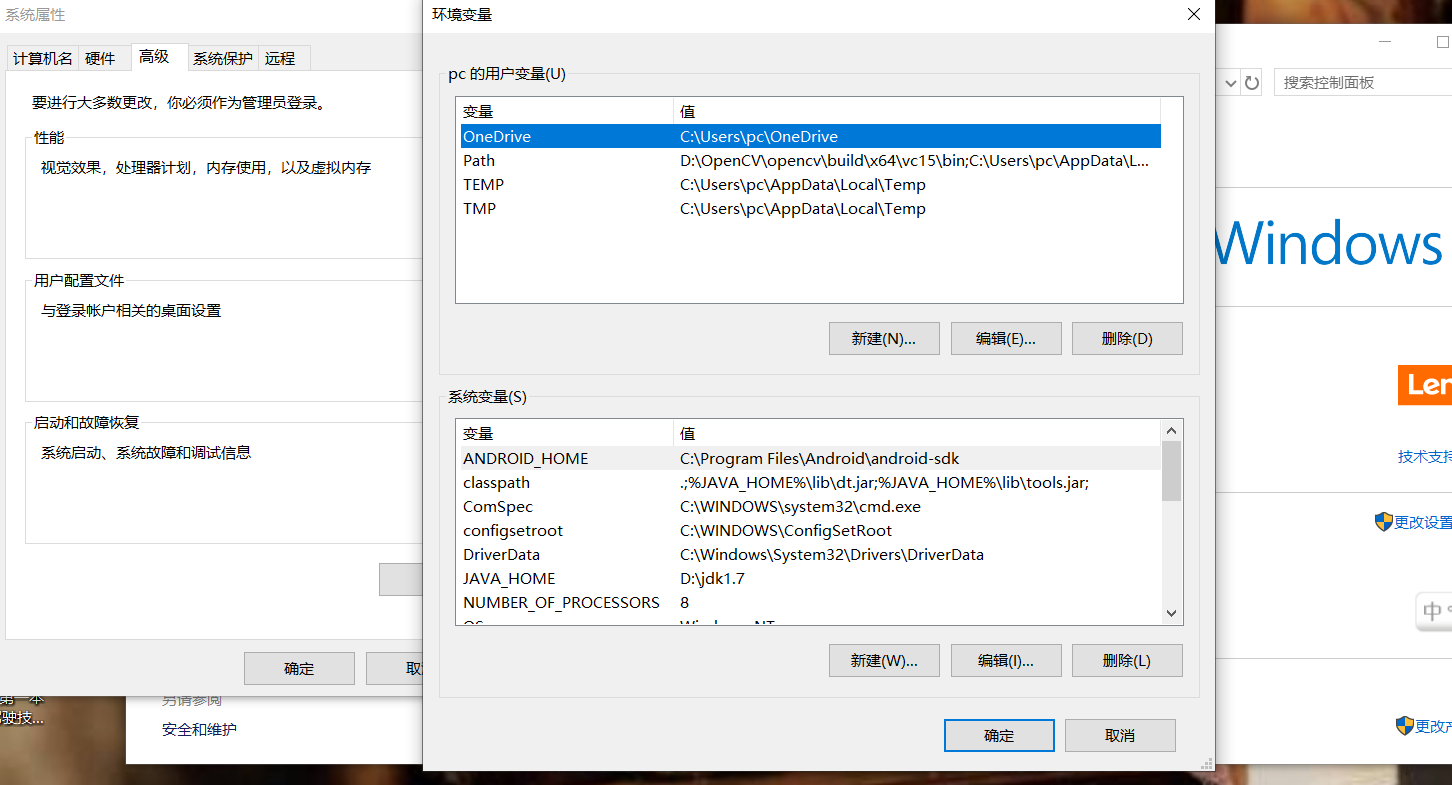 系统属性
计算机名 硬件 高级 系统保护 远程
要进行大多数更改，你必须作为管理员登录。
性能
视觉效果，处理器计划，内存使用，以及虚拟内存
用户配置文件
与登录帐户相关的桌面设置
启动和故障恢复
系统启动、系统故障和调试信息
确定
环境变量
pc 的用户变量(U)
变量 值
OneDrive C:\Users\pc\OneDrive
Path D:\OpenCV\opencv\build\x64\vc15\bin;C:\Users\pc\AppData\L...
TEMP C:\Users\pc\AppData\Local\Temp
TMP C:\Users\pc\AppData\Local\Temp
新建(N)... 编辑(E)... 删除(D)
系统变量(S)
变量 值
ANDROID_HOME C:\Program Files\Android\android-sdk
classpath .;%JAVA_HOME%\lib\dt.jar;%JAVA_HOME%\lib\tools.jar;
ComSpec C:\WINDOWS\system32\cmd.exe
configsetroot C:\WINDOWS\ConfigSetRoot
DriverData C:\Windows\System32\Drivers\DriverData
JAVA_HOME D:\jdk1.7
NUMBER_OF_PROCESSORS 8
新建(W)... 编辑(I)... 删除(L)
确定 取消
搜索控制面板
Windows
Len
技术支持
更改设置
中
更改产
另请参阅
安全和维护
第一本
驶技...